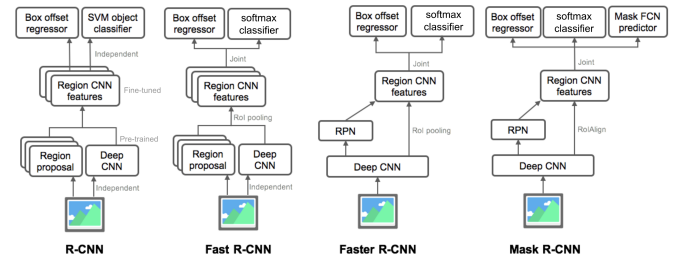 Box offset
regressor
SVM object
classifier
Independent
Region CNN
features
Fine-tuned
Pre-trained
Region
proposal
Deep
CNN
Independent
R-CNN
Box offset
regressor
softmax
classifier
Joint
Region CNN
features
RoI pooling
Region
proposal
Deep
CNN
Independent
Fast R-CNN
Box offset
regressor
softmax
classifier
Joint
Region CNN
features
RPN
RoI pooling
Deep CNN
Faster R-CNN
Box offset
regressor
softmax
classifier
Mask FCN
predictor
Joint
Region CNN
features
RPN
RoIAlign
Deep CNN
Mask R-CNN